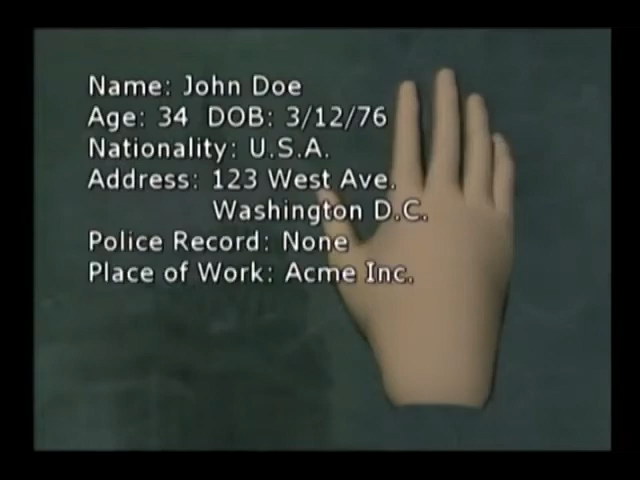 Name: John Doe
Age: 34 DOB: 3/12/76
Nationality: U.S.A.
Address: 123 West Ave.
Washington D.C.
Police Record: None
Place of Work: Acme Inc.